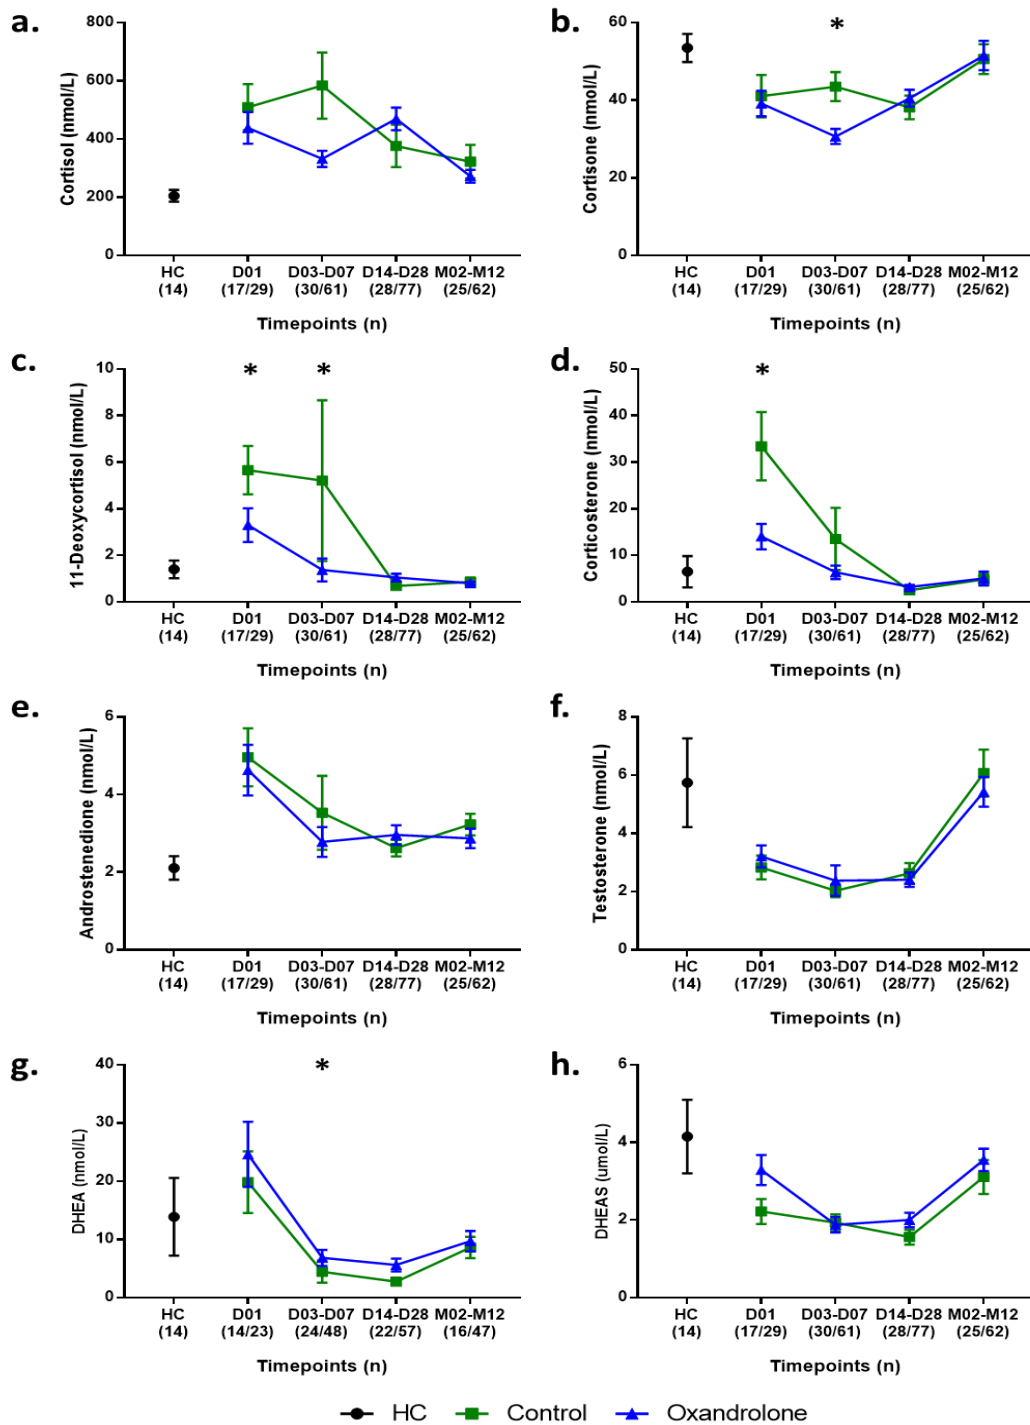 a.
Cortisol (nmol/L)
800
600
400
200
0
HC D01 D03-D07 D14-D28 M02-M12
(14) (17/29) (30/61) (28/77) (25/62)
Timepoints (n)
b.
Cortisone (nmol/L)
60
40
20
0
*
HC D01 D03-D07 D14-D28 M02-M12
(14) (17/29) (30/61) (28/77) (25/62)
Timepoints (n)
c.
11-Deoxycortisol (nmol/L)
10
8
6
4
2
0
* *
HC D01 D03-D07 D14-D28 M02-M12
(14) (17/29) (30/61) (28/77) (25/62)
Timepoints (n)
d.
Corticosterone (nmol/L)
50
40
30
20
10
0
*
HC D01 D03-D07 D14-D28 M02-M12
(14) (17/29) (30/61) (28/77) (25/62)
Timepoints (n)
e.
Androstenedione (nmol/L)
6
4
2
0
HC D01 D03-D07 D14-D28 M02-M12
(14) (17/29) (30/61) (28/77) (25/62)
Timepoints (n)
f.
Testosterone (nmol/L)
8
6
4
2
0
HC D01 D03-D07 D14-D28 M02-M12
(14) (17/29) (30/61) (28/77) (25/62)
Timepoints (n)
g.
DHEA (nmol/L)
40
30
20
10
0
*
HC D01 D03-D07 D14-D28 M02-M12
(14) (14/23) (24/48) (22/57) (16/47)
Timepoints (n)
h.
DHEAS (umol/L)
6
4
2
0
HC D01 D03-D07 D14-D28 M02-M12
(14) (17/29) (30/61) (28/77) (25/62)
Timepoints (n)
HC Control Oxandrolone